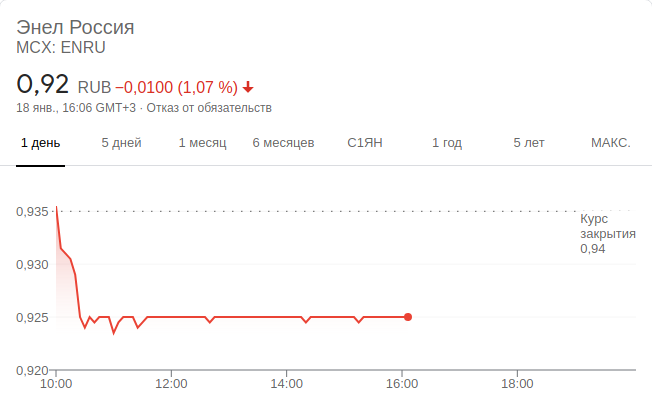 Энел Россия
MCX: ENRU
0,92 RUB −0,0100 (1,07 %)
18 янв., 16:06 GMT+3 · Отказ от обязательств
1 день 5 дней 1 месяц 6 месяцев С1ЯН 1 год 5 лет МАКС.
0,935
Курс
закрытия
0,94
0,930
0,925
0,920
10:00 12:00 14:00 16:00 18:00